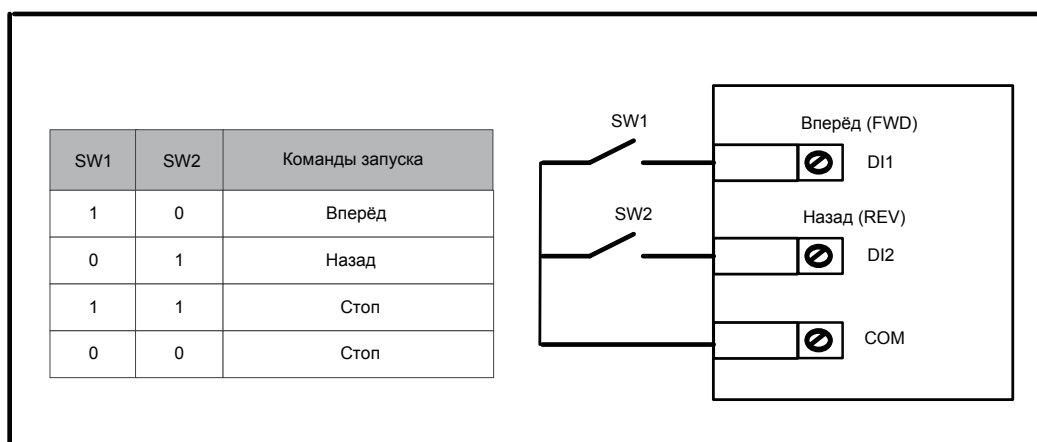 SW1 SW2 Команды запуска
1 0 Вперёд
0 1 Назад
1 1 Стоп
0 0 Стоп
SW1
Вперёд (FWD)
DI1
SW2
Назад (REV)
DI2
COM